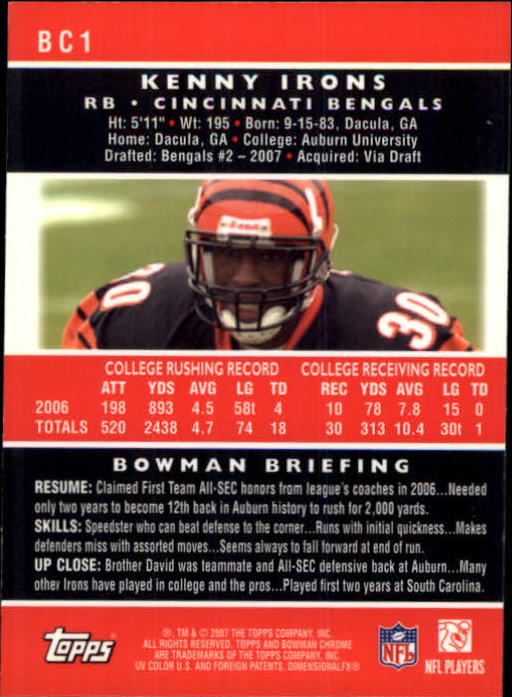 BC1
KENNY IRONS
RB • CINCINNATI BENGALS
Ht: 5'11" • Wt: 195 • Born: 9-15-83, Dacula, GA
Home: Dacula, GA • College: Auburn University
Drafted: Bengals #2 – 2007 • Acquired: Via Draft
30 30
COLLEGE RUSHING RECORD COLLEGE RECEIVING RECORD
ATT YDS AVG LG TD REC YDS AVG LG TD
2006 198 893 4.5 58t 4 10 78 7.8 15 0
TOTALS 520 2438 4.7 74 18 30 313 10.4 30t 1
BOWMAN BRIEFING
RESUME: Claimed First Team All-SEC honors from league's coaches in 2006...Needed
only two years to become 12th back in Auburn history to rush for 2,000 yards.
SKILLS: Speedster who can beat defense to the corner...Runs with initial quickness...Makes
defenders miss with assorted moves...Seems always to fall forward at end of run.
UP CLOSE: Brother David was teammate and All-SEC defensive back at Auburn...Many
other Irons have played in college and the pros...Played first two years at South Carolina.
Topps
®, TM & © 2007 THE TOPPS COMPANY, INC.
ALL RIGHTS RESERVED. TOPPS AND BOWMAN CHROME
ARE TRADEMARKS OF THE TOPPS COMPANY, INC.
UV COLOR U.S. AND FOREIGN PATENTS. DIMENSIONALFX®
NFL
NFL PLAYERS